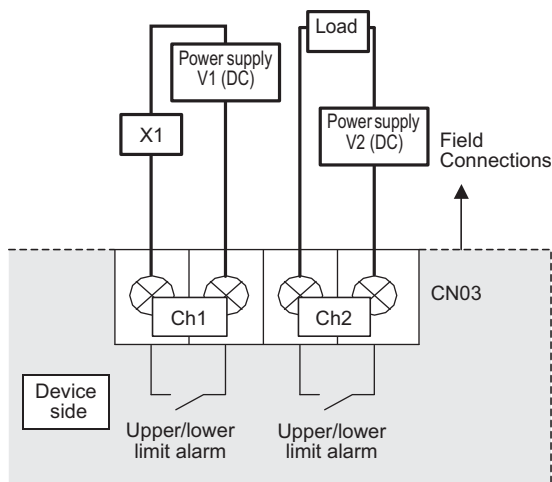 Load
Power supply
V1 (DC)
X1
Power supply
V2 (DC)
Field
Connections
CN03
Ch1
Ch2
Device
side
Upper/lower
limit alarm
Upper/lower
limit alarm